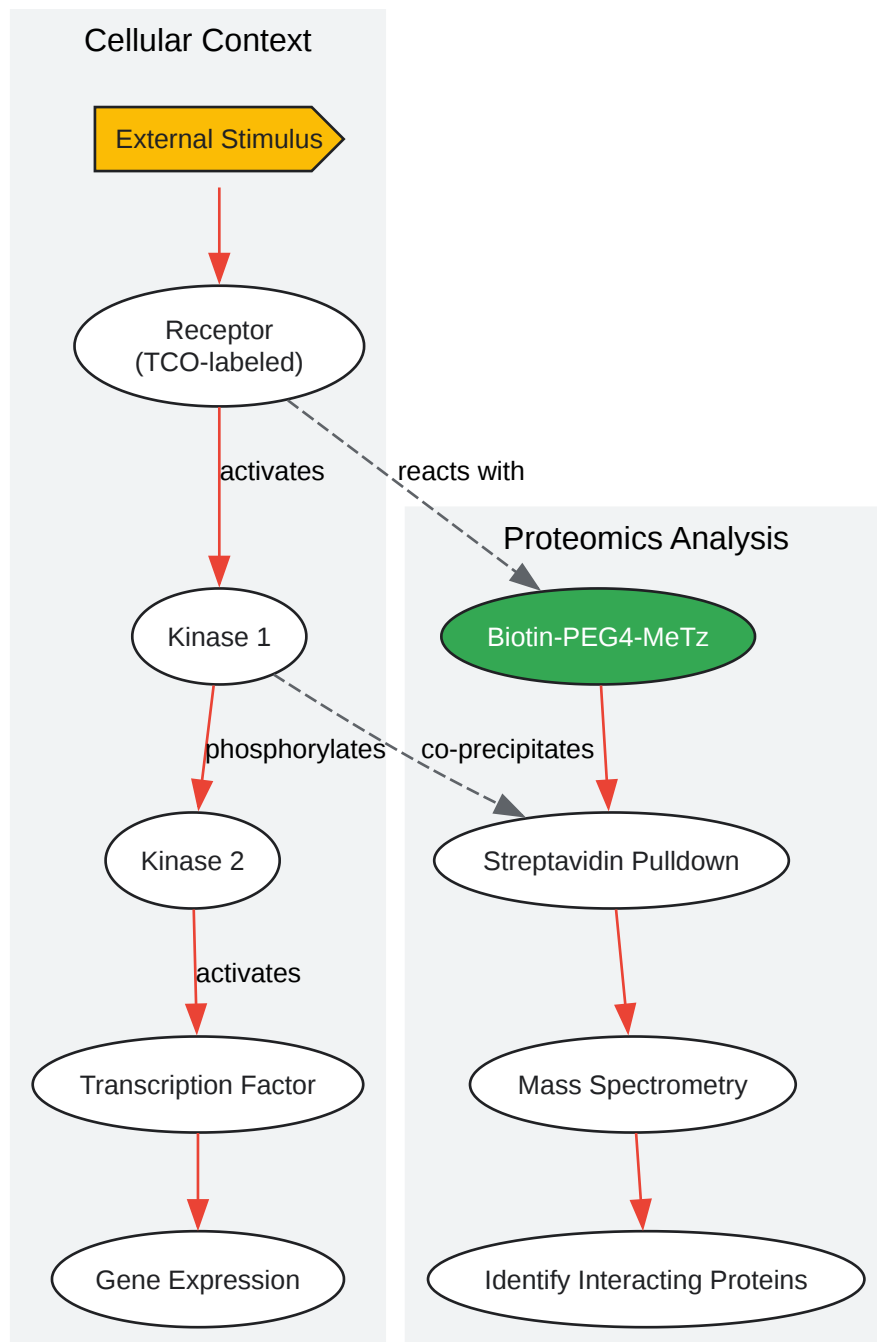 Cellular Context
External Stimulus
Receptor
(TCO-labeled)
activates
reacts with
Proteomics Analysis
Kinase 1
Biotin-PEG4-MeTz
phosphorylates
co-precipitates
Kinase 2
Streptavidin Pulldown
activates
Transcription Factor
Mass Spectrometry
Gene Expression
Identify Interacting Proteins